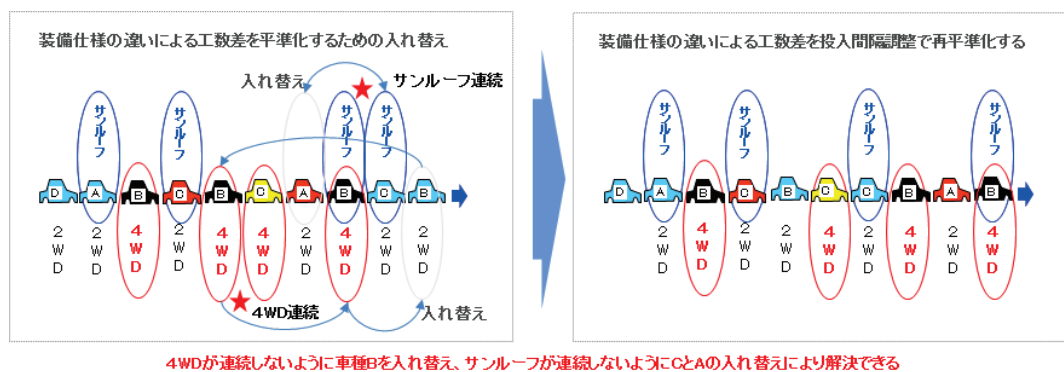 装備仕様の違いによる工数差を平準化するための入れ替え
入れ替え
サンルーフ連続
サンルーフ
サンルーフ
サンルーフ
サンルーフ
D A B C B C A B C B
2WD
2WD
4WD
2WD
4WD
4WD
2WD
4WD
2WD
2WD
4WD連続
入れ替え
装備仕様の違いによる工数差を投入間隔調整で再平準化する
サンルーフ
サンルーフ
サンルーフ
サンルーフ
D A B C B C C B A B
2WD
4WD
2WD
2WD
4WD
2WD
4WD
2WD
4WD
4WDが連続しないように車種Bを入れ替え、サンルーフが連続しないようにCとAの入れ替えにより解決できる